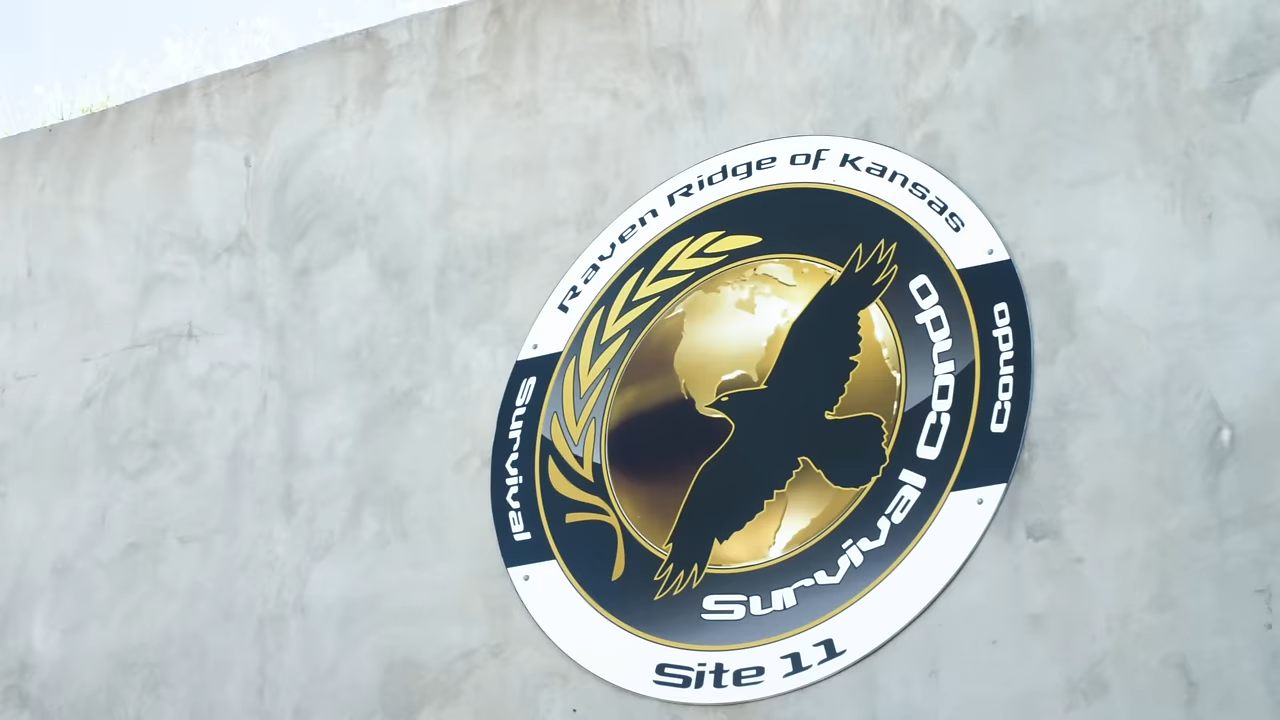 Raven Ridge of Kansas
Survival
Condo
Survival Condo
Site 11